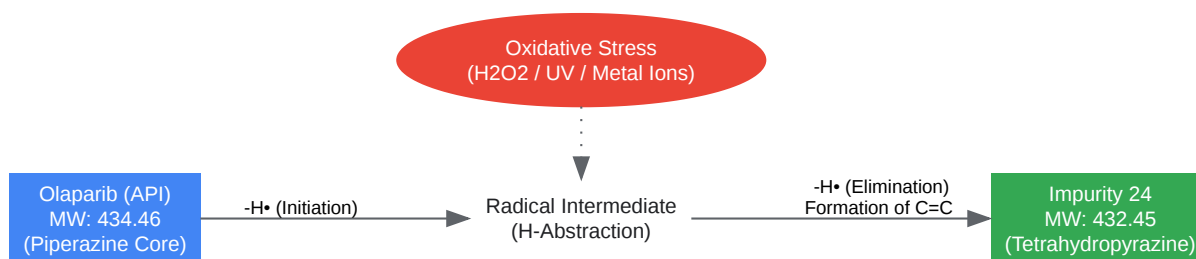 Oxidative Stress
(H2O2 / UV / Metal Ions)
Olaparib (API)
MW: 434.46
(Piperazine Core)
-H• (Initiation)
Radical Intermediate
(H-Abstraction)
-H• (Elimination)
Formation of C=C
Impurity 24
MW: 432.45
(Tetrahydropyrazine)